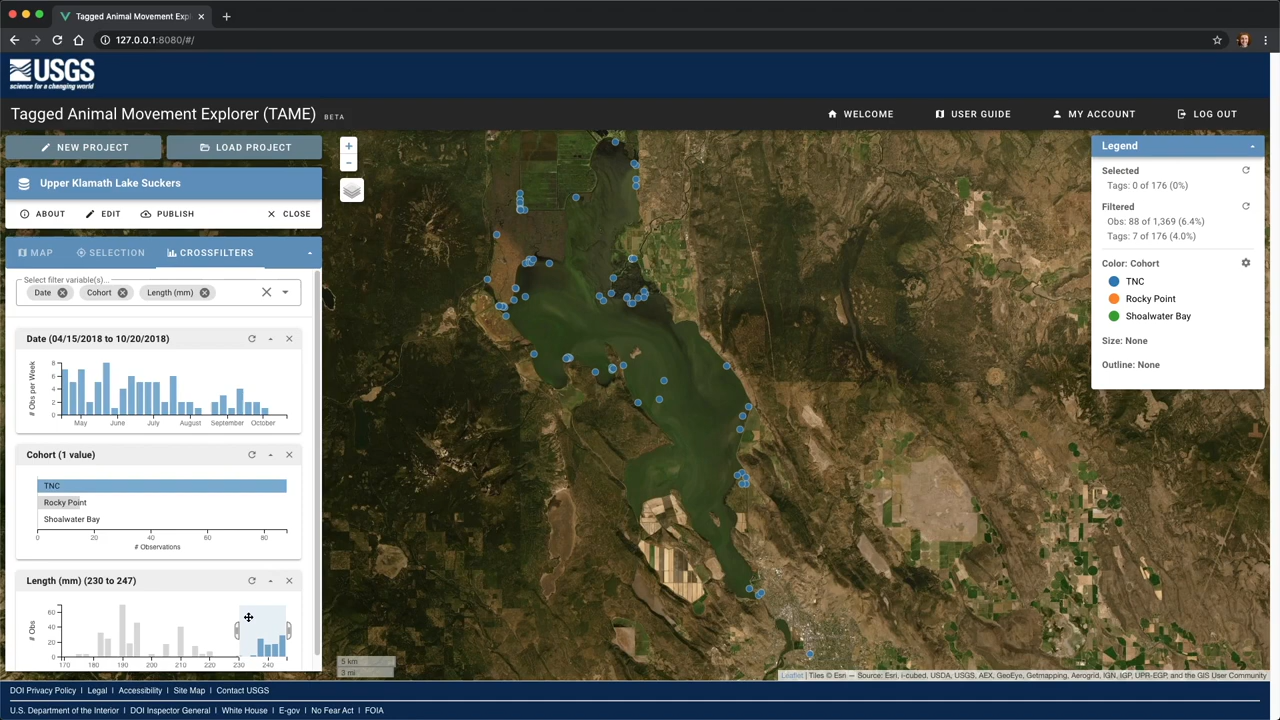 Tagged Animal Movement Expl
127.0.0.1:8080/#/
USGS
science for a changing world
Tagged Animal Movement Explorer (TAME) BETA
WELCOME
USER GUIDE
MY ACCOUNT
LOG OUT
NEW PROJECT
LOAD PROJECT
Upper Klamath Lake Suckers
ABOUT
EDIT
PUBLISH
CLOSE
MAP
SELECTION
CROSSFILTERS
Select filter variable(s)...
Date
Cohort
Length (mm)
Date (04/15/2018 to 10/20/2018)
# Obs per Week
8
6
4
2
0
May June July August September October
Cohort (1 value)
TNC
Rocky Point
Shoalwater Bay
0 20 40 60 80
# Observations
Length (mm) (230 to 247)
# Obs
60
40
20
0
170 180 190 200 210 220 230 240
+
−
Legend
Selected
Tags: 0 of 176 (0%)
Filtered
Obs: 88 of 1,369 (6.4%)
Tags: 7 of 176 (4.0%)
Color: Cohort
TNC
Rocky Point
Shoalwater Bay
Size: None
Outline: None
5 km
3 mi
Leaflet | Tiles © Esri — Source: Esri, i-cubed, USDA, USGS, AEX, GeoEye, Getmapping, Aerogrid, IGN, IGP, UPR-EGP, and the GIS User Community
DOI Privacy Policy | Legal | Accessibility | Site Map | Contact USGS
U.S. Department of the Interior | DOI Inspector General | White House | E-gov | No Fear Act | FOIA